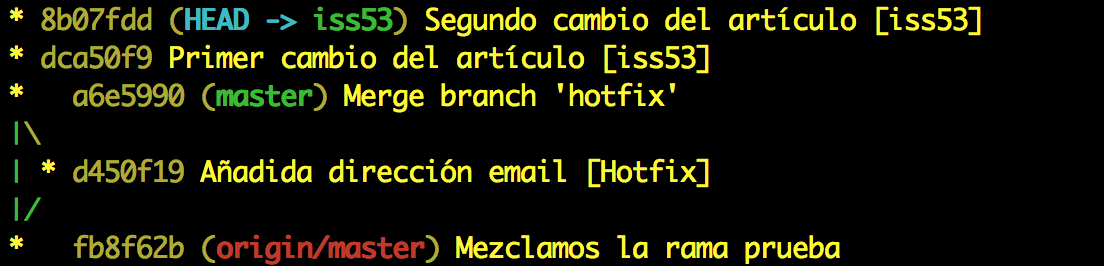 * 8b07fdd (HEAD -> iss53) Segundo cambio del artículo [iss53]
* dca50f9 Primer cambio del artículo [iss53]
*   a6e5990 (master) Merge branch 'hotfix'
|\
| * d450f19 Añadida dirección email [Hotfix]
|/
*   fb8f62b (origin/master) Mezclamos la rama prueba